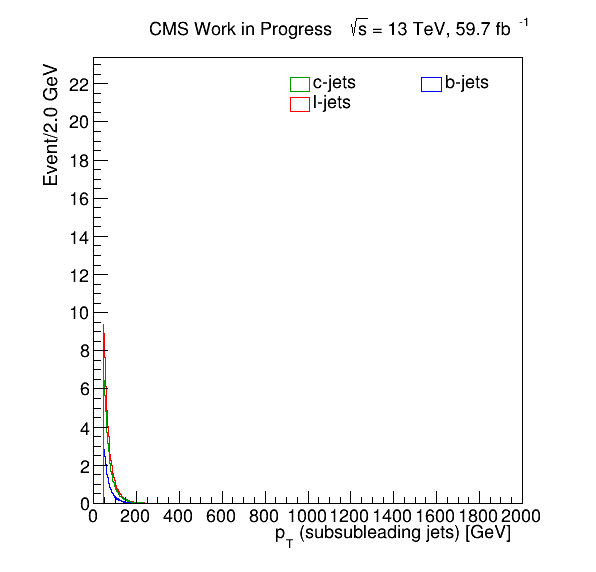 CMS Work in Progress √s = 13 TeV, 59.7 fb -1
Event/2.0 GeV
c-jets b-jets
l-jets
22
20
18
16
14
12
10
8
6
4
2
0
0 200 400 600 800 1000 1200 1400 1600 1800 2000
pT (subsubleading jets) [GeV]